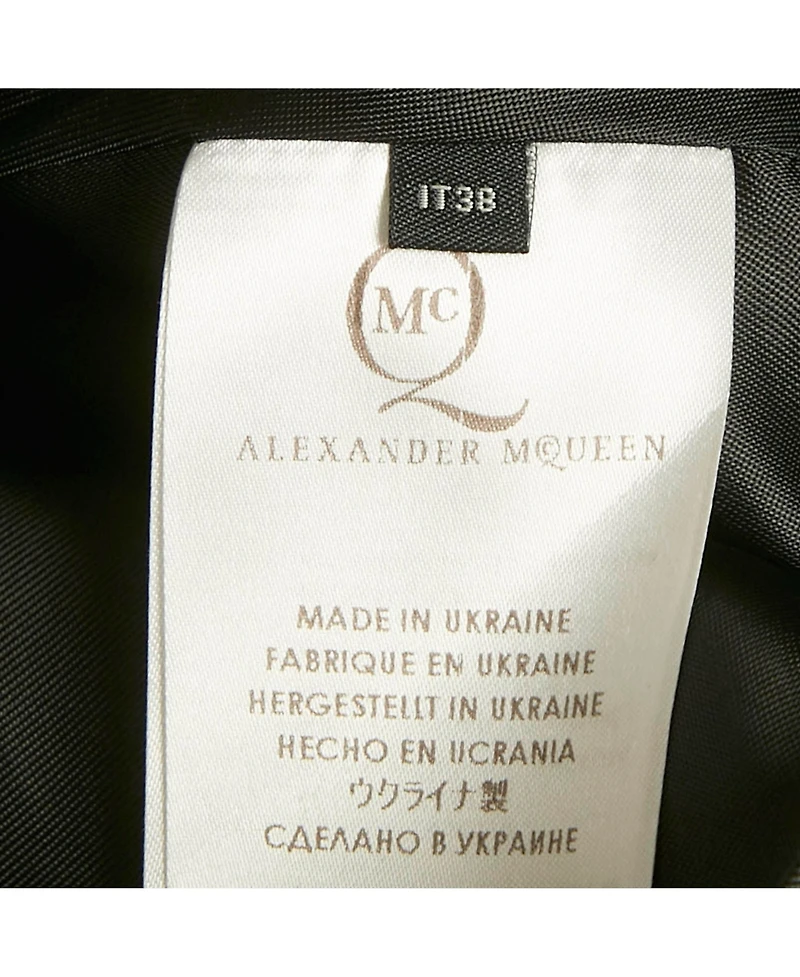 IT38
McQ
ALEXANDER MCQUEEN
MADE IN UKRAINE
FABRIQUE EN UKRAINE
HERGESTELLT IN UKRAINE
HECHO EN UCRANIA
ウクライナ製
СДЕЛАНО В УКРАИНЕ